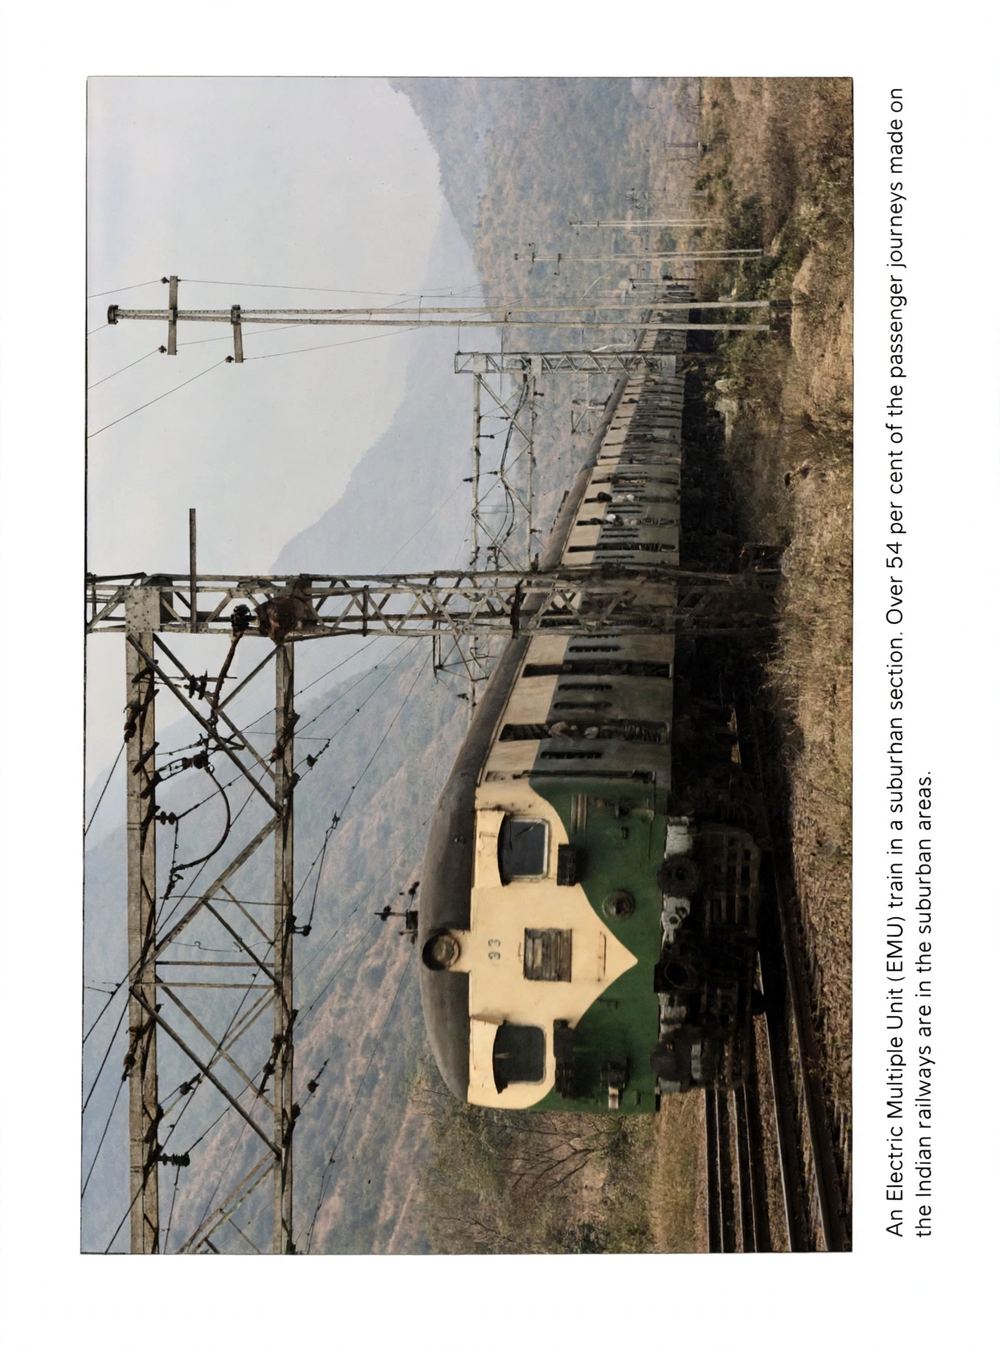 An Electric Multiple Unit (EMU) train in a suburhan section. Over 54 per cent of the passenger journeys made on
the Indian railways are in the suburban areas.